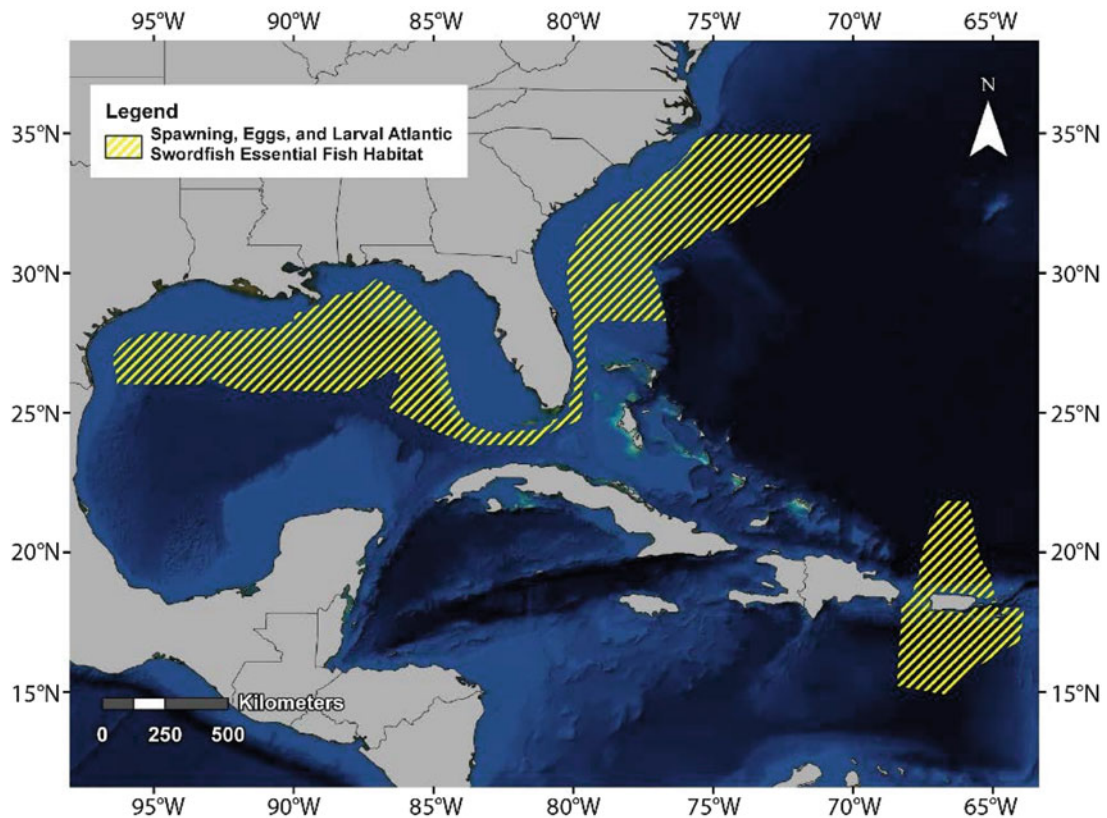 95°W 90°W 85°W 80°W 75°W 70°W 65°W
N
Legend
Spawning, Eggs, and Larval Atlantic
Swordfish Essential Fish Habitat
35°N 35°N
30°N 30°N
25°N 25°N
20°N 20°N
15°N 15°N
Kilometers
0 250 500
95°W 90°W 85°W 80°W 75°W 70°W 65°W